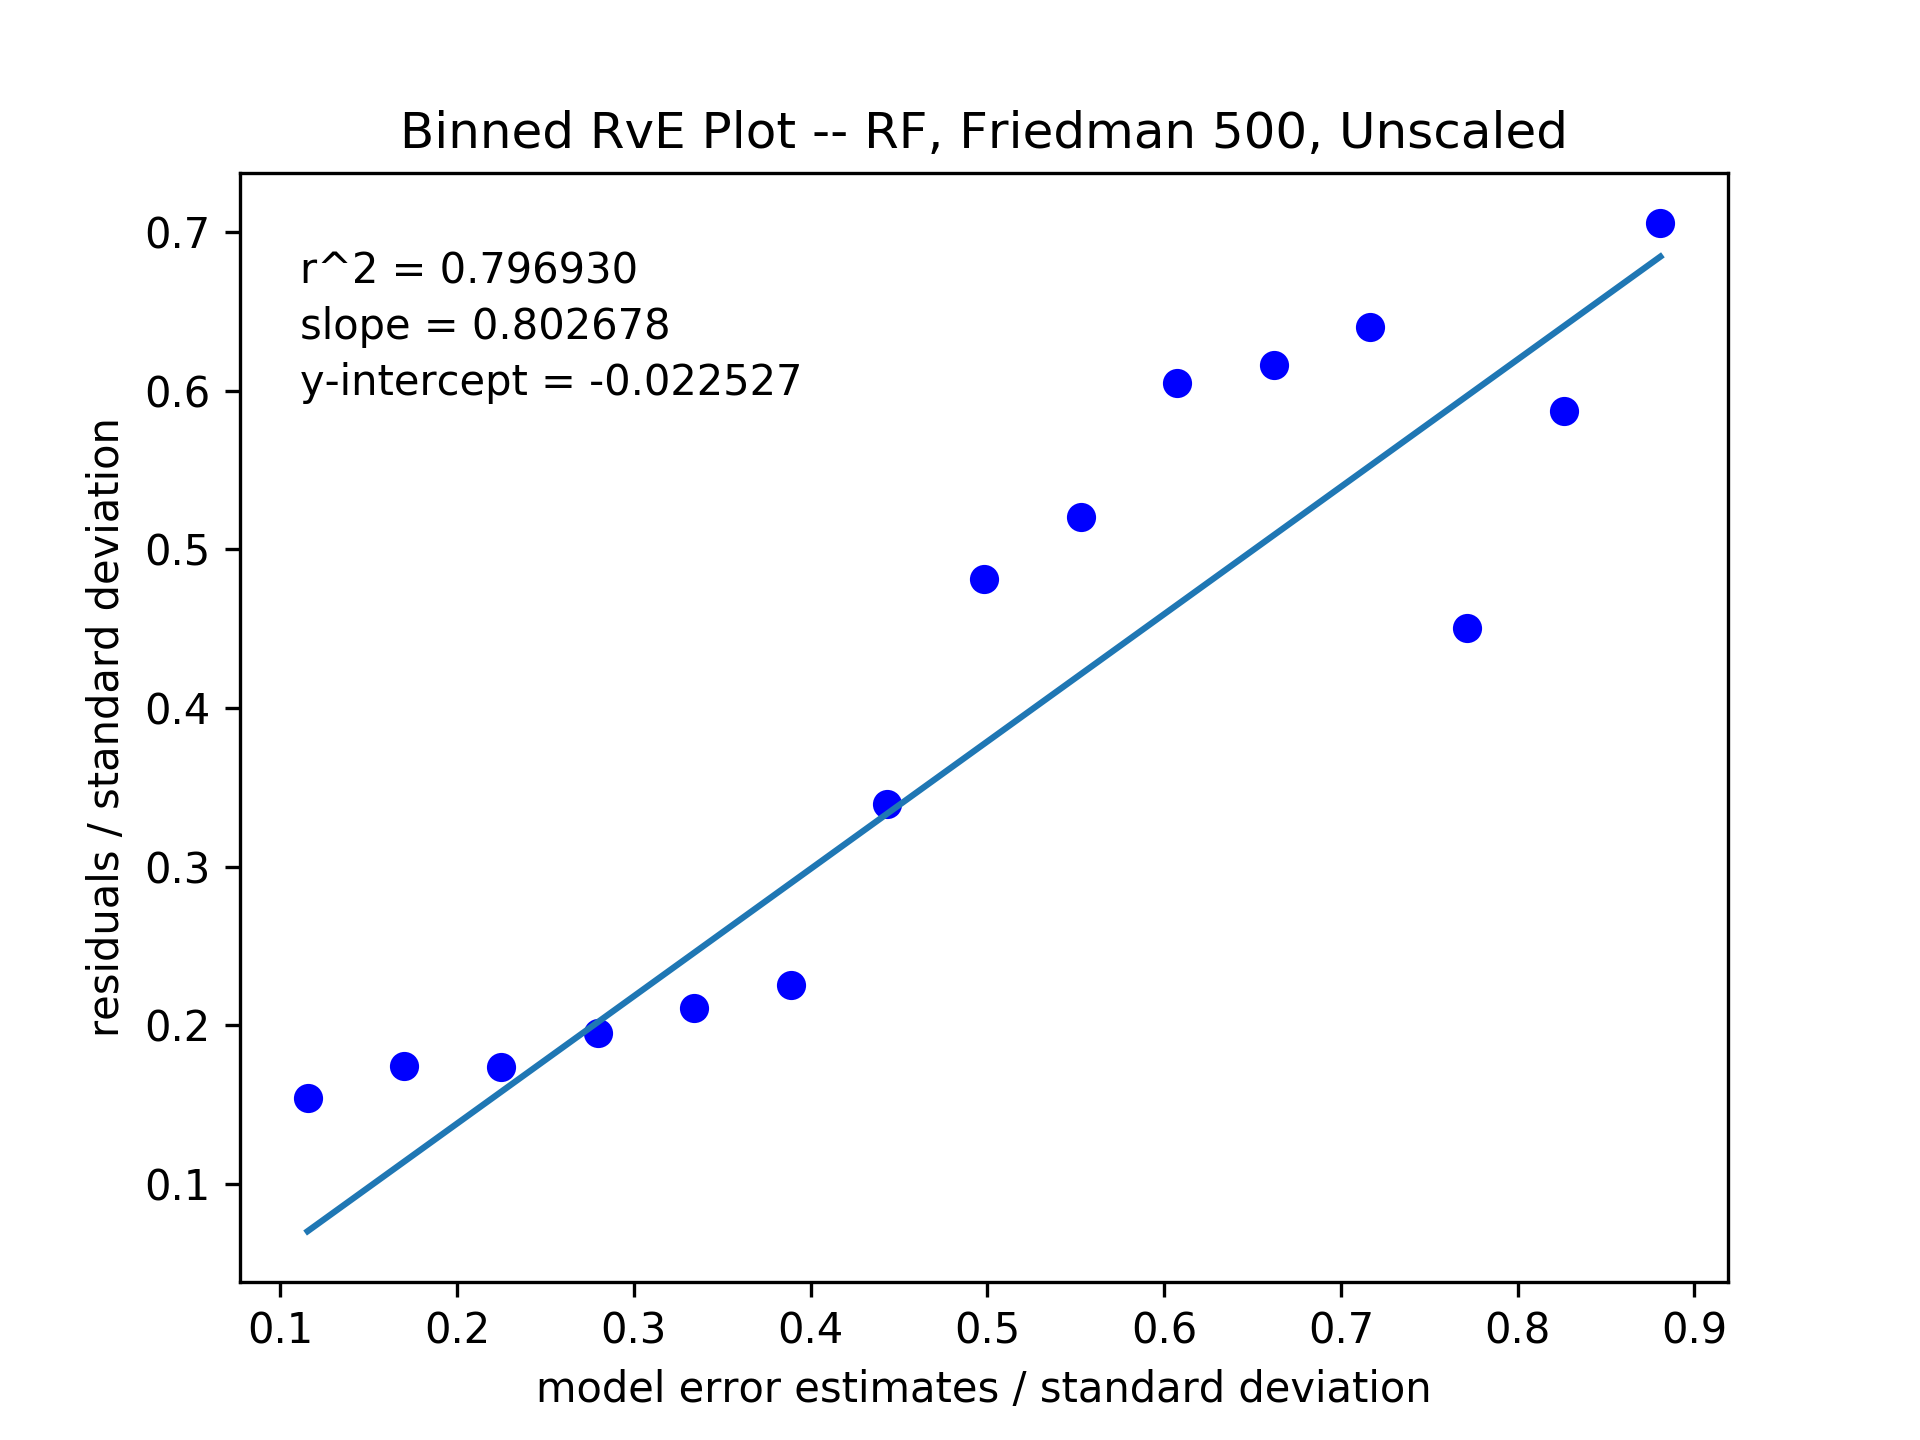 Binned RvE Plot -- RF, Friedman 500, Unscaled
r^2 = 0.796930
slope = 0.802678
y-intercept = -0.022527
residuals / standard deviation
0.7
0.6
0.5
0.4
0.3
0.2
0.1
0.1 0.2 0.3 0.4 0.5 0.6 0.7 0.8 0.9
model error estimates / standard deviation